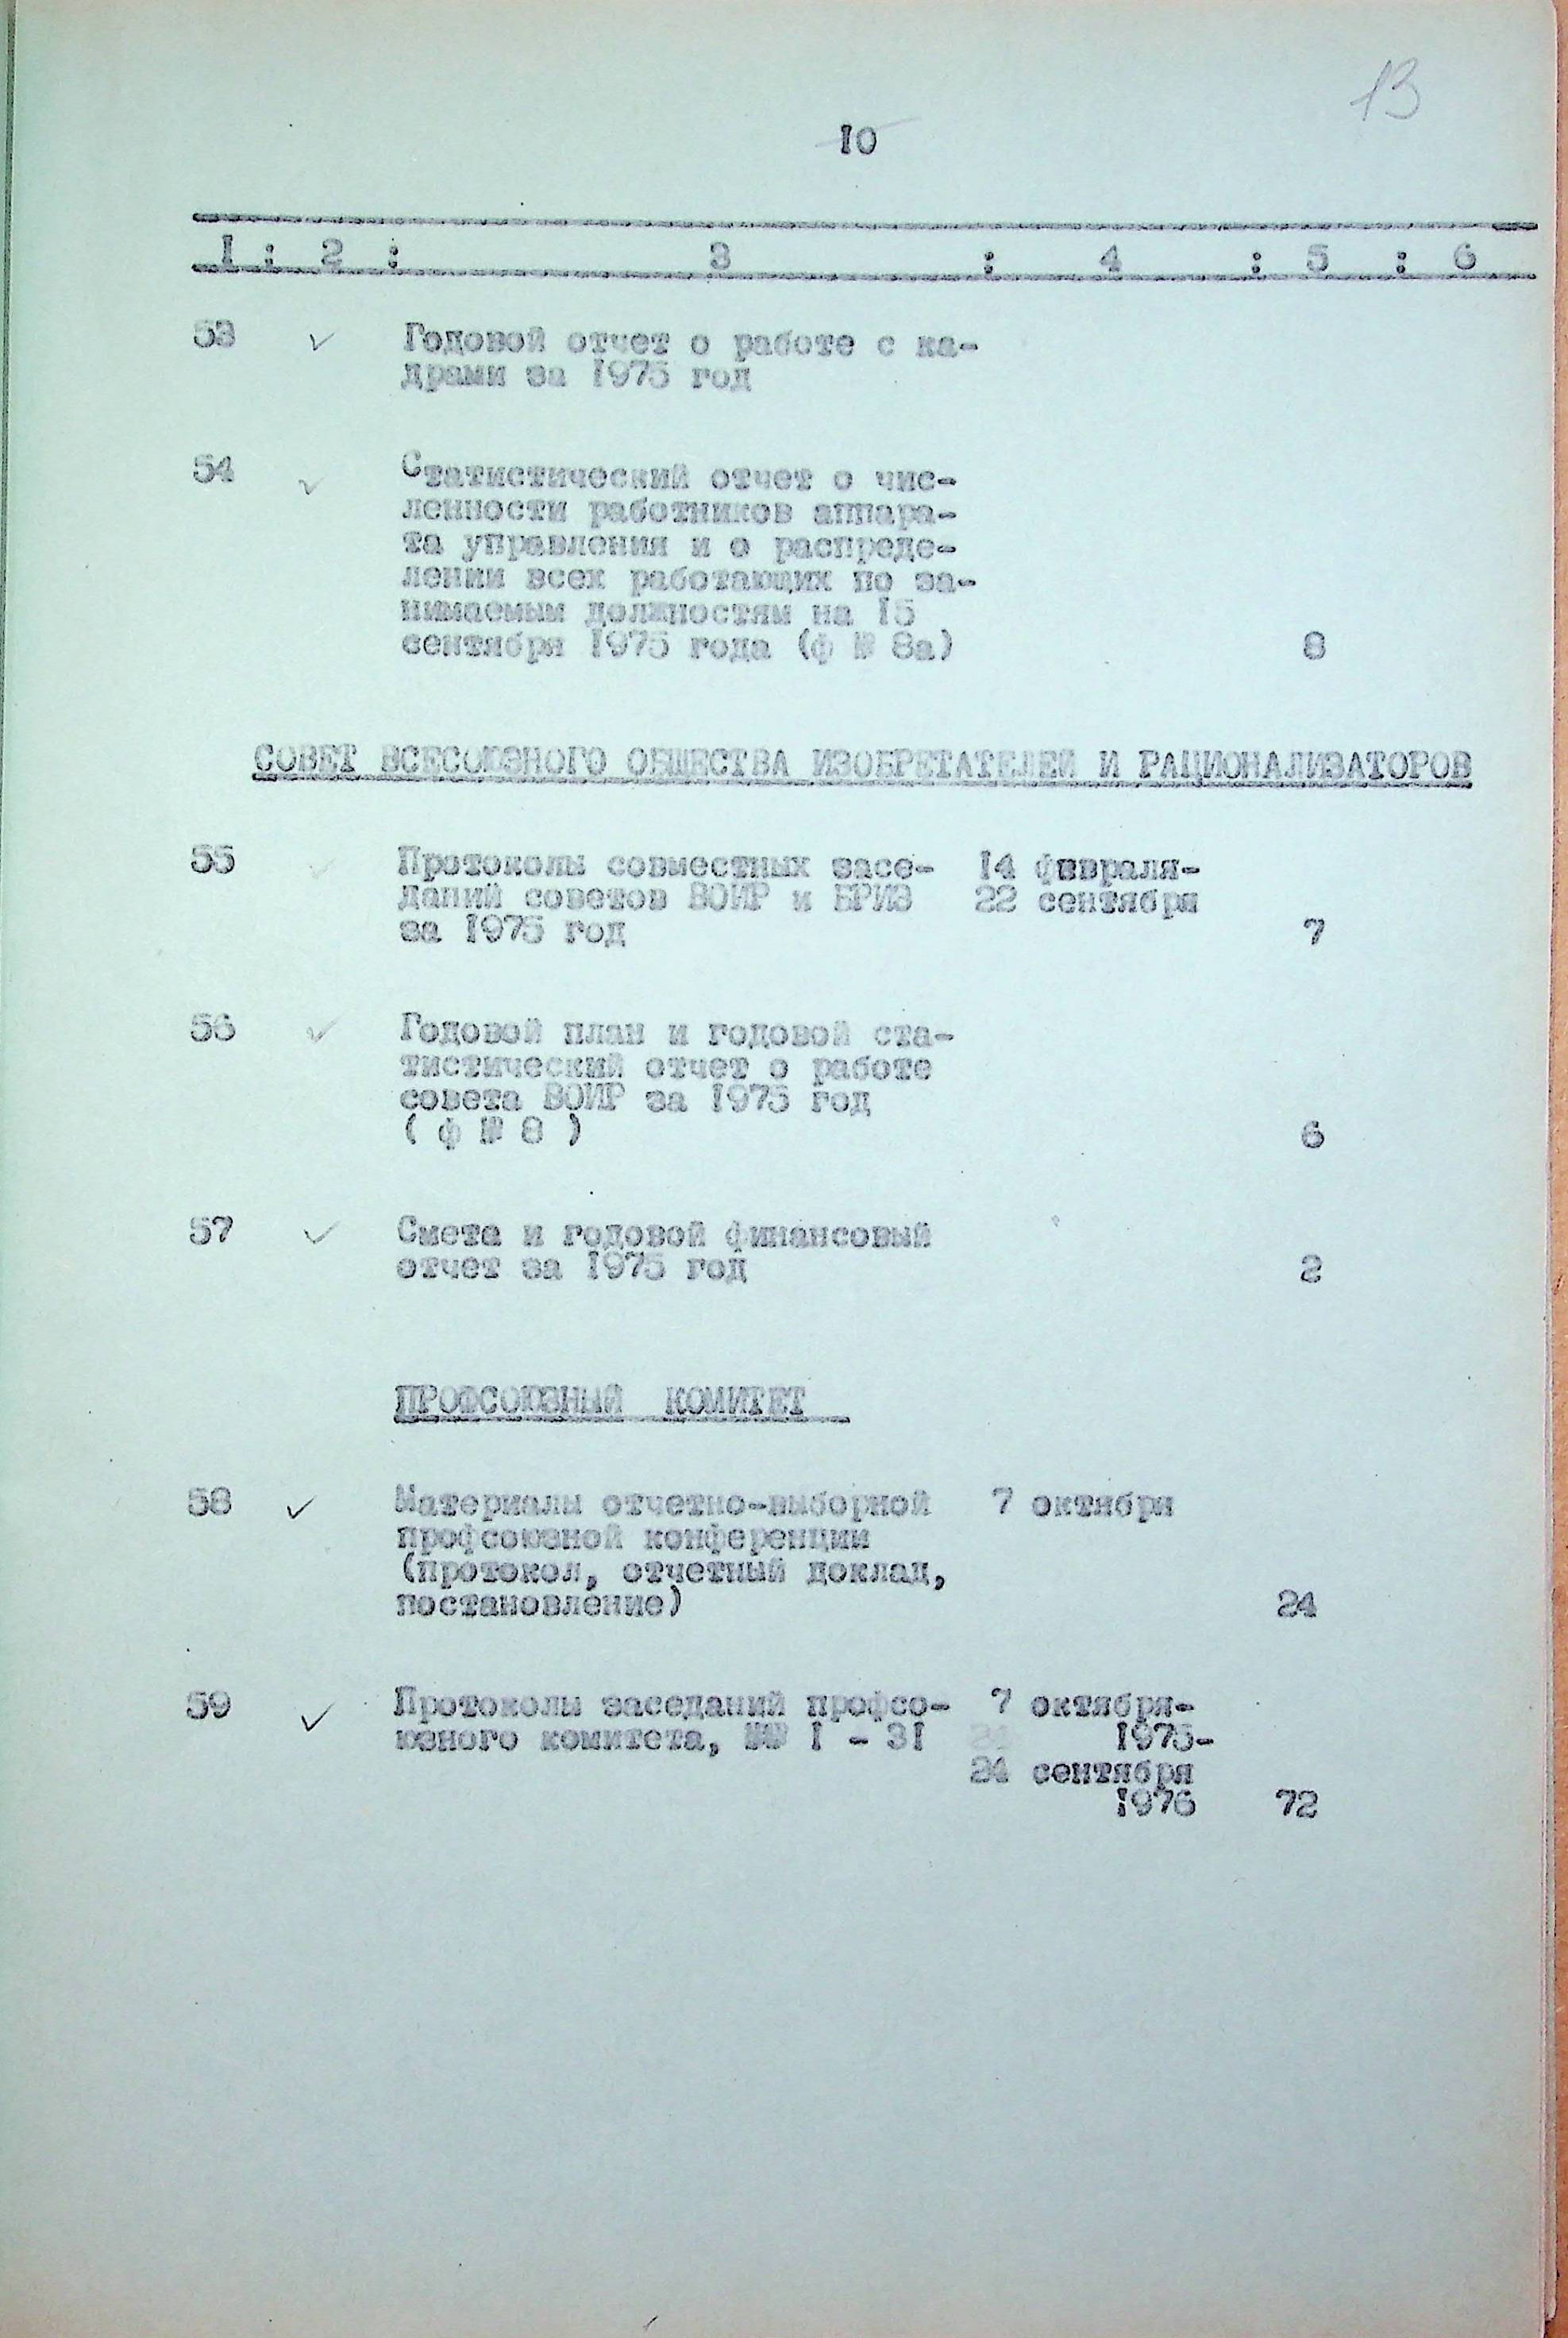 13
10
1 : 2 : 3 : 4 : 5 : 6
53 ✓ Годовой отчет о работе с ка-
драми за 1975 год
54 ✓ Статистический отчет о чис-
ленности работников аппара-
та управления и о распреде-
лении всех работающих по за-
нимаемым должностям на 15
сентября 1975 года (ф № 8а) 8
СОВЕТ ВСЕСОЮЗНОГО ОБЩЕСТВА ИЗОБРЕТАТЕЛЕЙ И РАЦИОНАЛИЗАТОРОВ
55 ✓ Протоколы совместных засе- 14 февраля-
даний советов ВОИР и БРИЗ 22 сентября
за 1975 год 7
56 ✓ Годовой план и годовой ста-
тистический отчет о работе
совета ВОИР за 1975 год
( ф № 8 ) 6
57 ✓ Смета и годовой финансовый
отчет за 1975 год 2
ПРОФСОЮЗНЫЙ КОМИТЕТ
58 ✓ Материалы отчетно-выборной 7 октября
профсоюзной конференции
(протокол, отчетный доклад,
постановление) 24
59 ✓ Протоколы заседаний профсо- 7 октября-
юзного комитета, №№ 1 - 31 1975-
24 сентября
1976 72